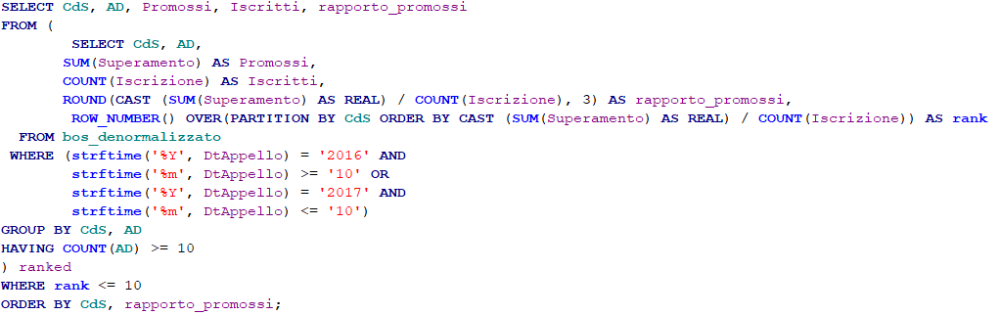 SELECT CdS, AD, Promossi, Iscritti, rapporto_promossi
FROM (
SELECT CdS, AD,
SUM(Superamento) AS Promossi,
COUNT(Iscrizione) AS Iscritti,
ROUND(CAST (SUM(Superamento) AS REAL) / COUNT(Iscrizione), 3) AS rapporto_promossi,
ROW_NUMBER() OVER(PARTITION BY CdS ORDER BY CAST (SUM(Superamento) AS REAL) / COUNT(Iscrizione)) AS rank
FROM bos_denormalizzato
WHERE (strftime('%Y', DtAppello) = '2016' AND
strftime('%m', DtAppello) >= '10' OR
strftime('%Y', DtAppello) = '2017' AND
strftime('%m', DtAppello) <= '10')
GROUP BY CdS, AD
HAVING COUNT(AD) >= 10
) ranked
WHERE rank <= 10
ORDER BY CdS, rapporto_promossi;